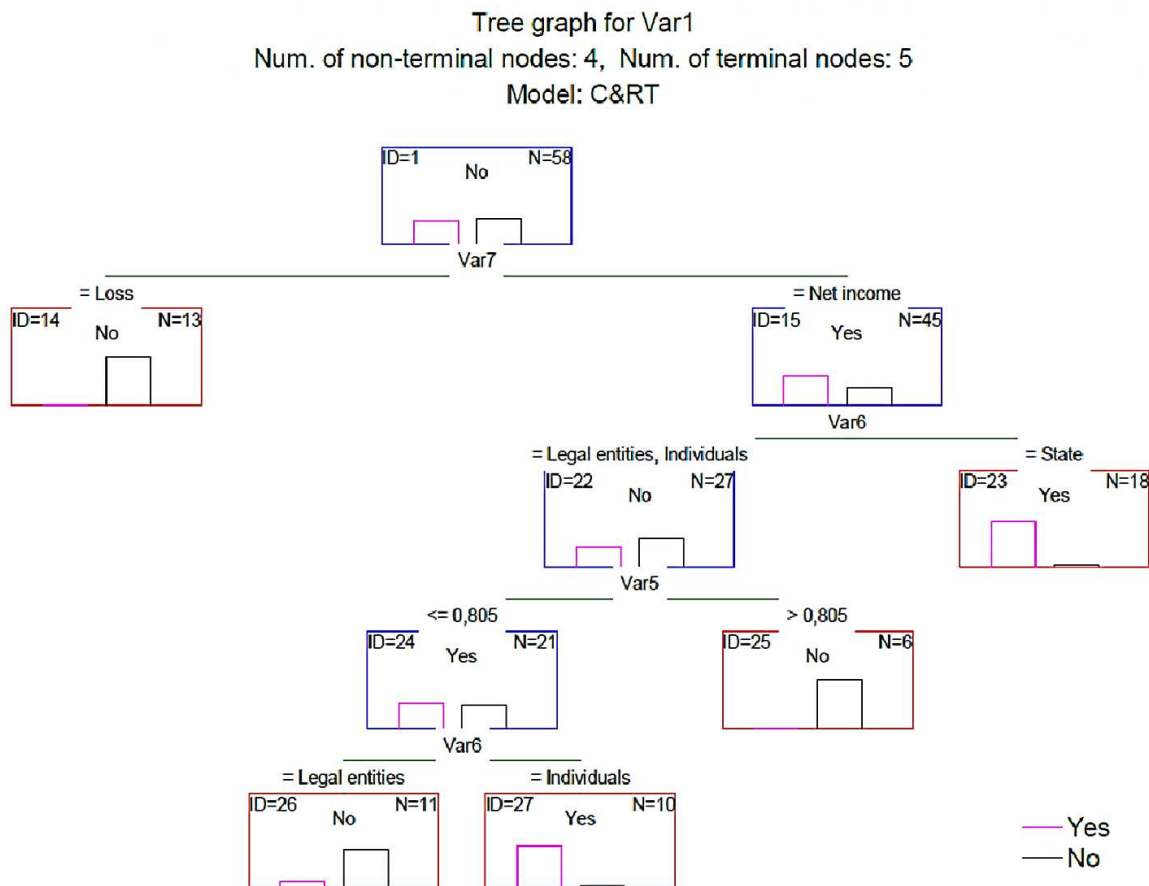 Tree graph for Var1
Num. of non-terminal nodes: 4, Num. of terminal nodes: 5
Model: C&RT
ID=1 N=58
No
Var7
= Loss
ID=14 N=13
No
= Net income
ID=15 N=45
Yes
Var6
= Legal entities, Individuals
ID=22 N=27
No
Var5
= State
ID=23 N=18
Yes
<= 0,805
ID=24 N=21
Yes
Var6
> 0,805
ID=25 N=6
No
= Legal entities
ID=26 N=11
No
= Individuals
ID=27 N=10
Yes
Yes
No